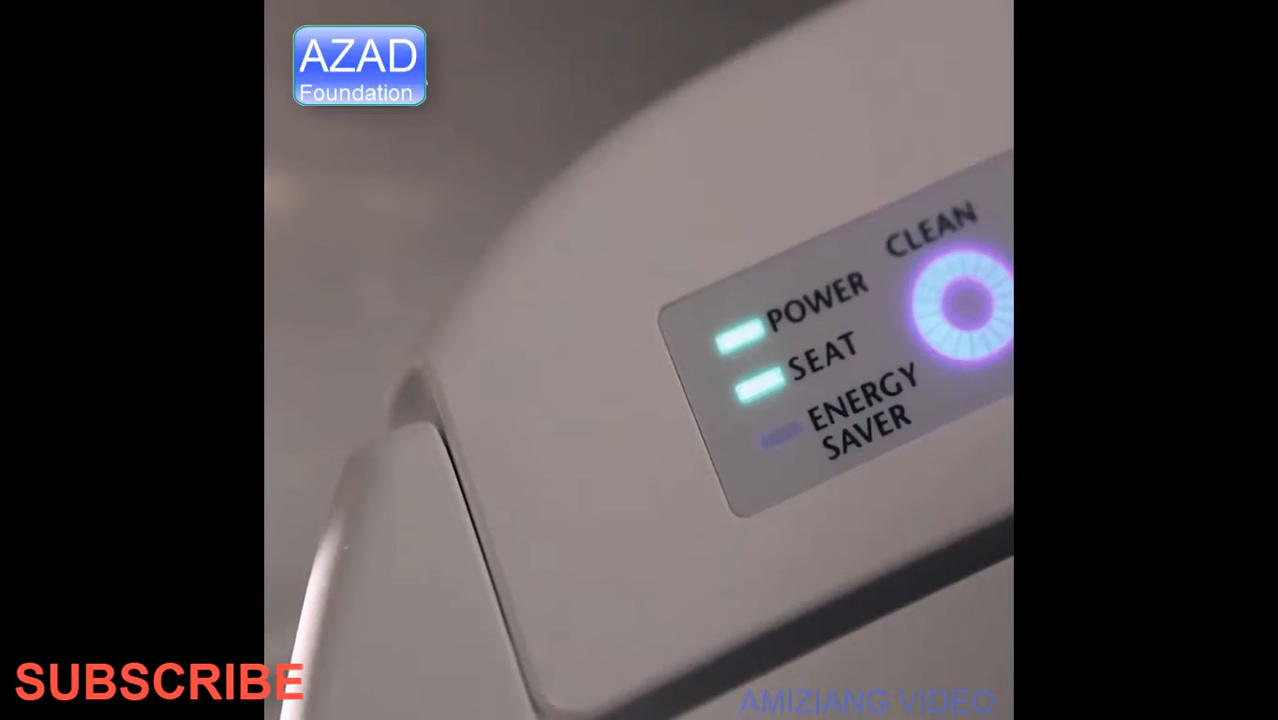 AZAD
Foundation
CLEAN
POWER
SEAT
ENERGY
SAVER
SUBSCRIBE
AMIZIANG VIDEO